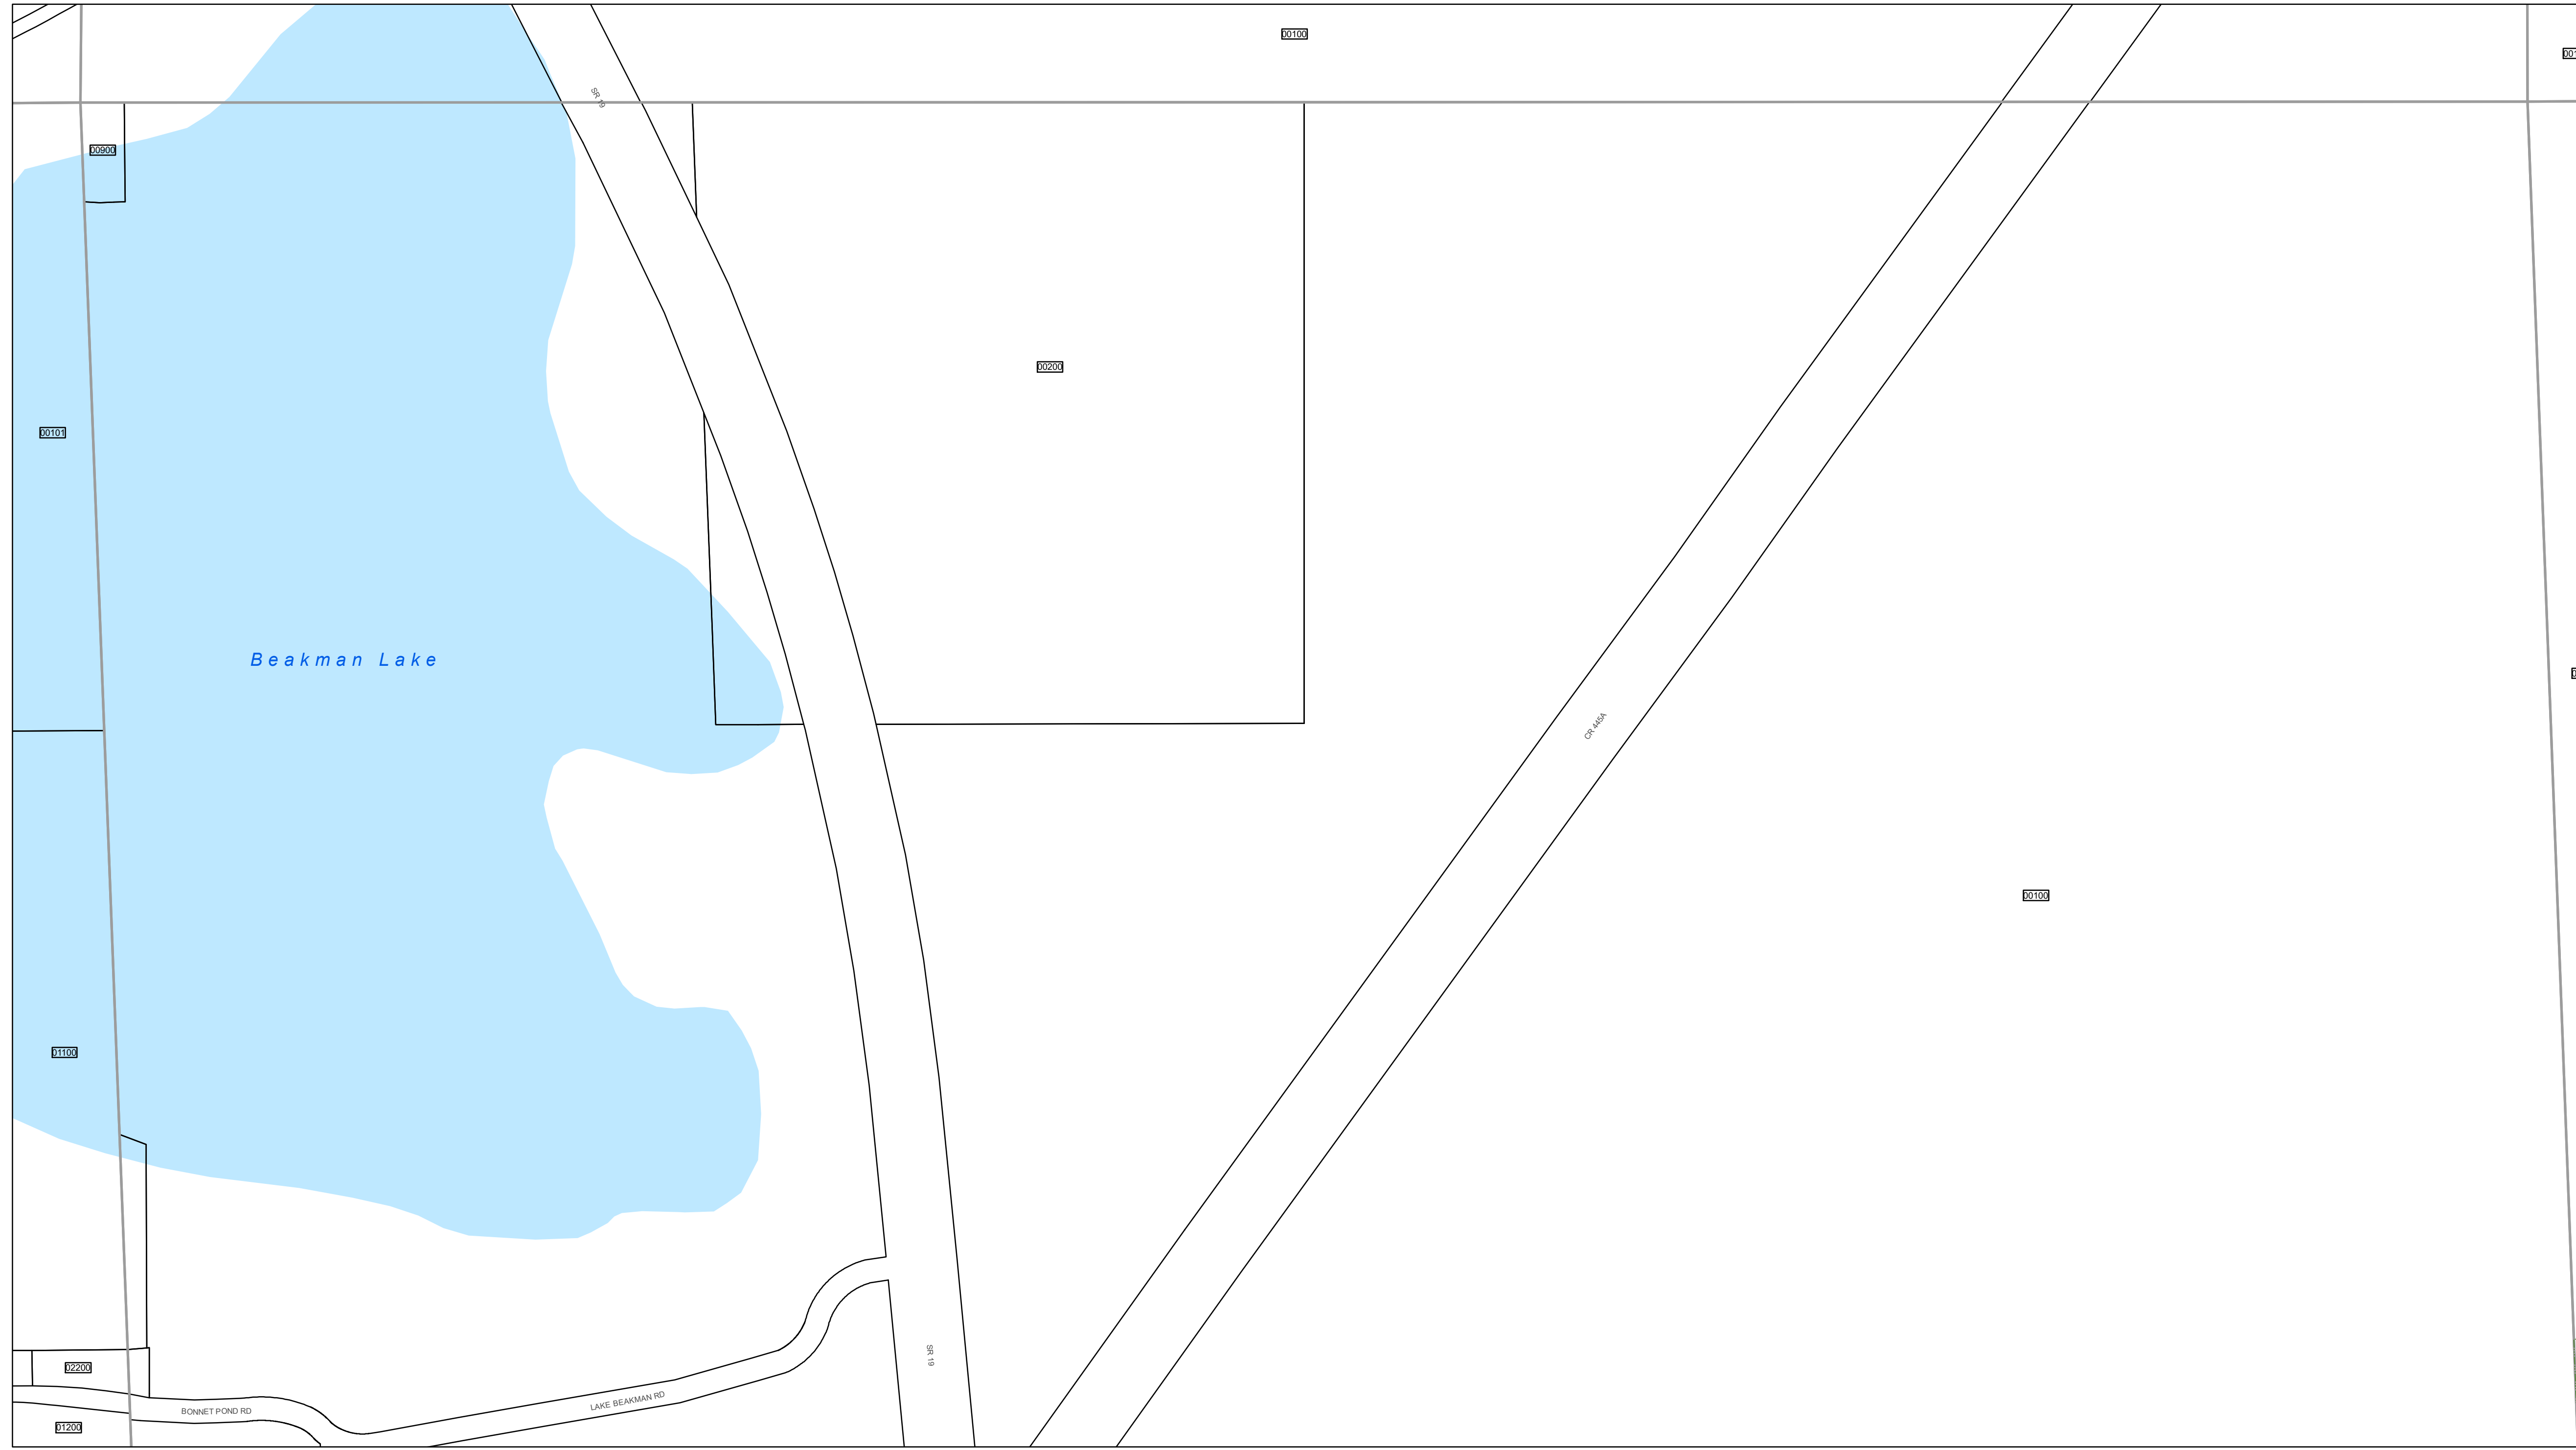 00100
SR 19
00900
00200
00101
Beakman Lake
CR 445A
00100
01100
SR 19
02200
LAKE BEAKMAN RD
BONNET POND RD
01200